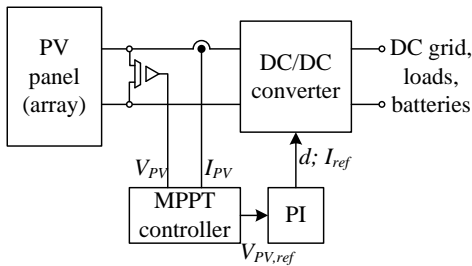 PV
panel
(array)
DC/DC
converter
DC grid,
loads,
batteries
V_PV
I_PV
d; I_ref
MPPT
controller
PI
V_PV,ref